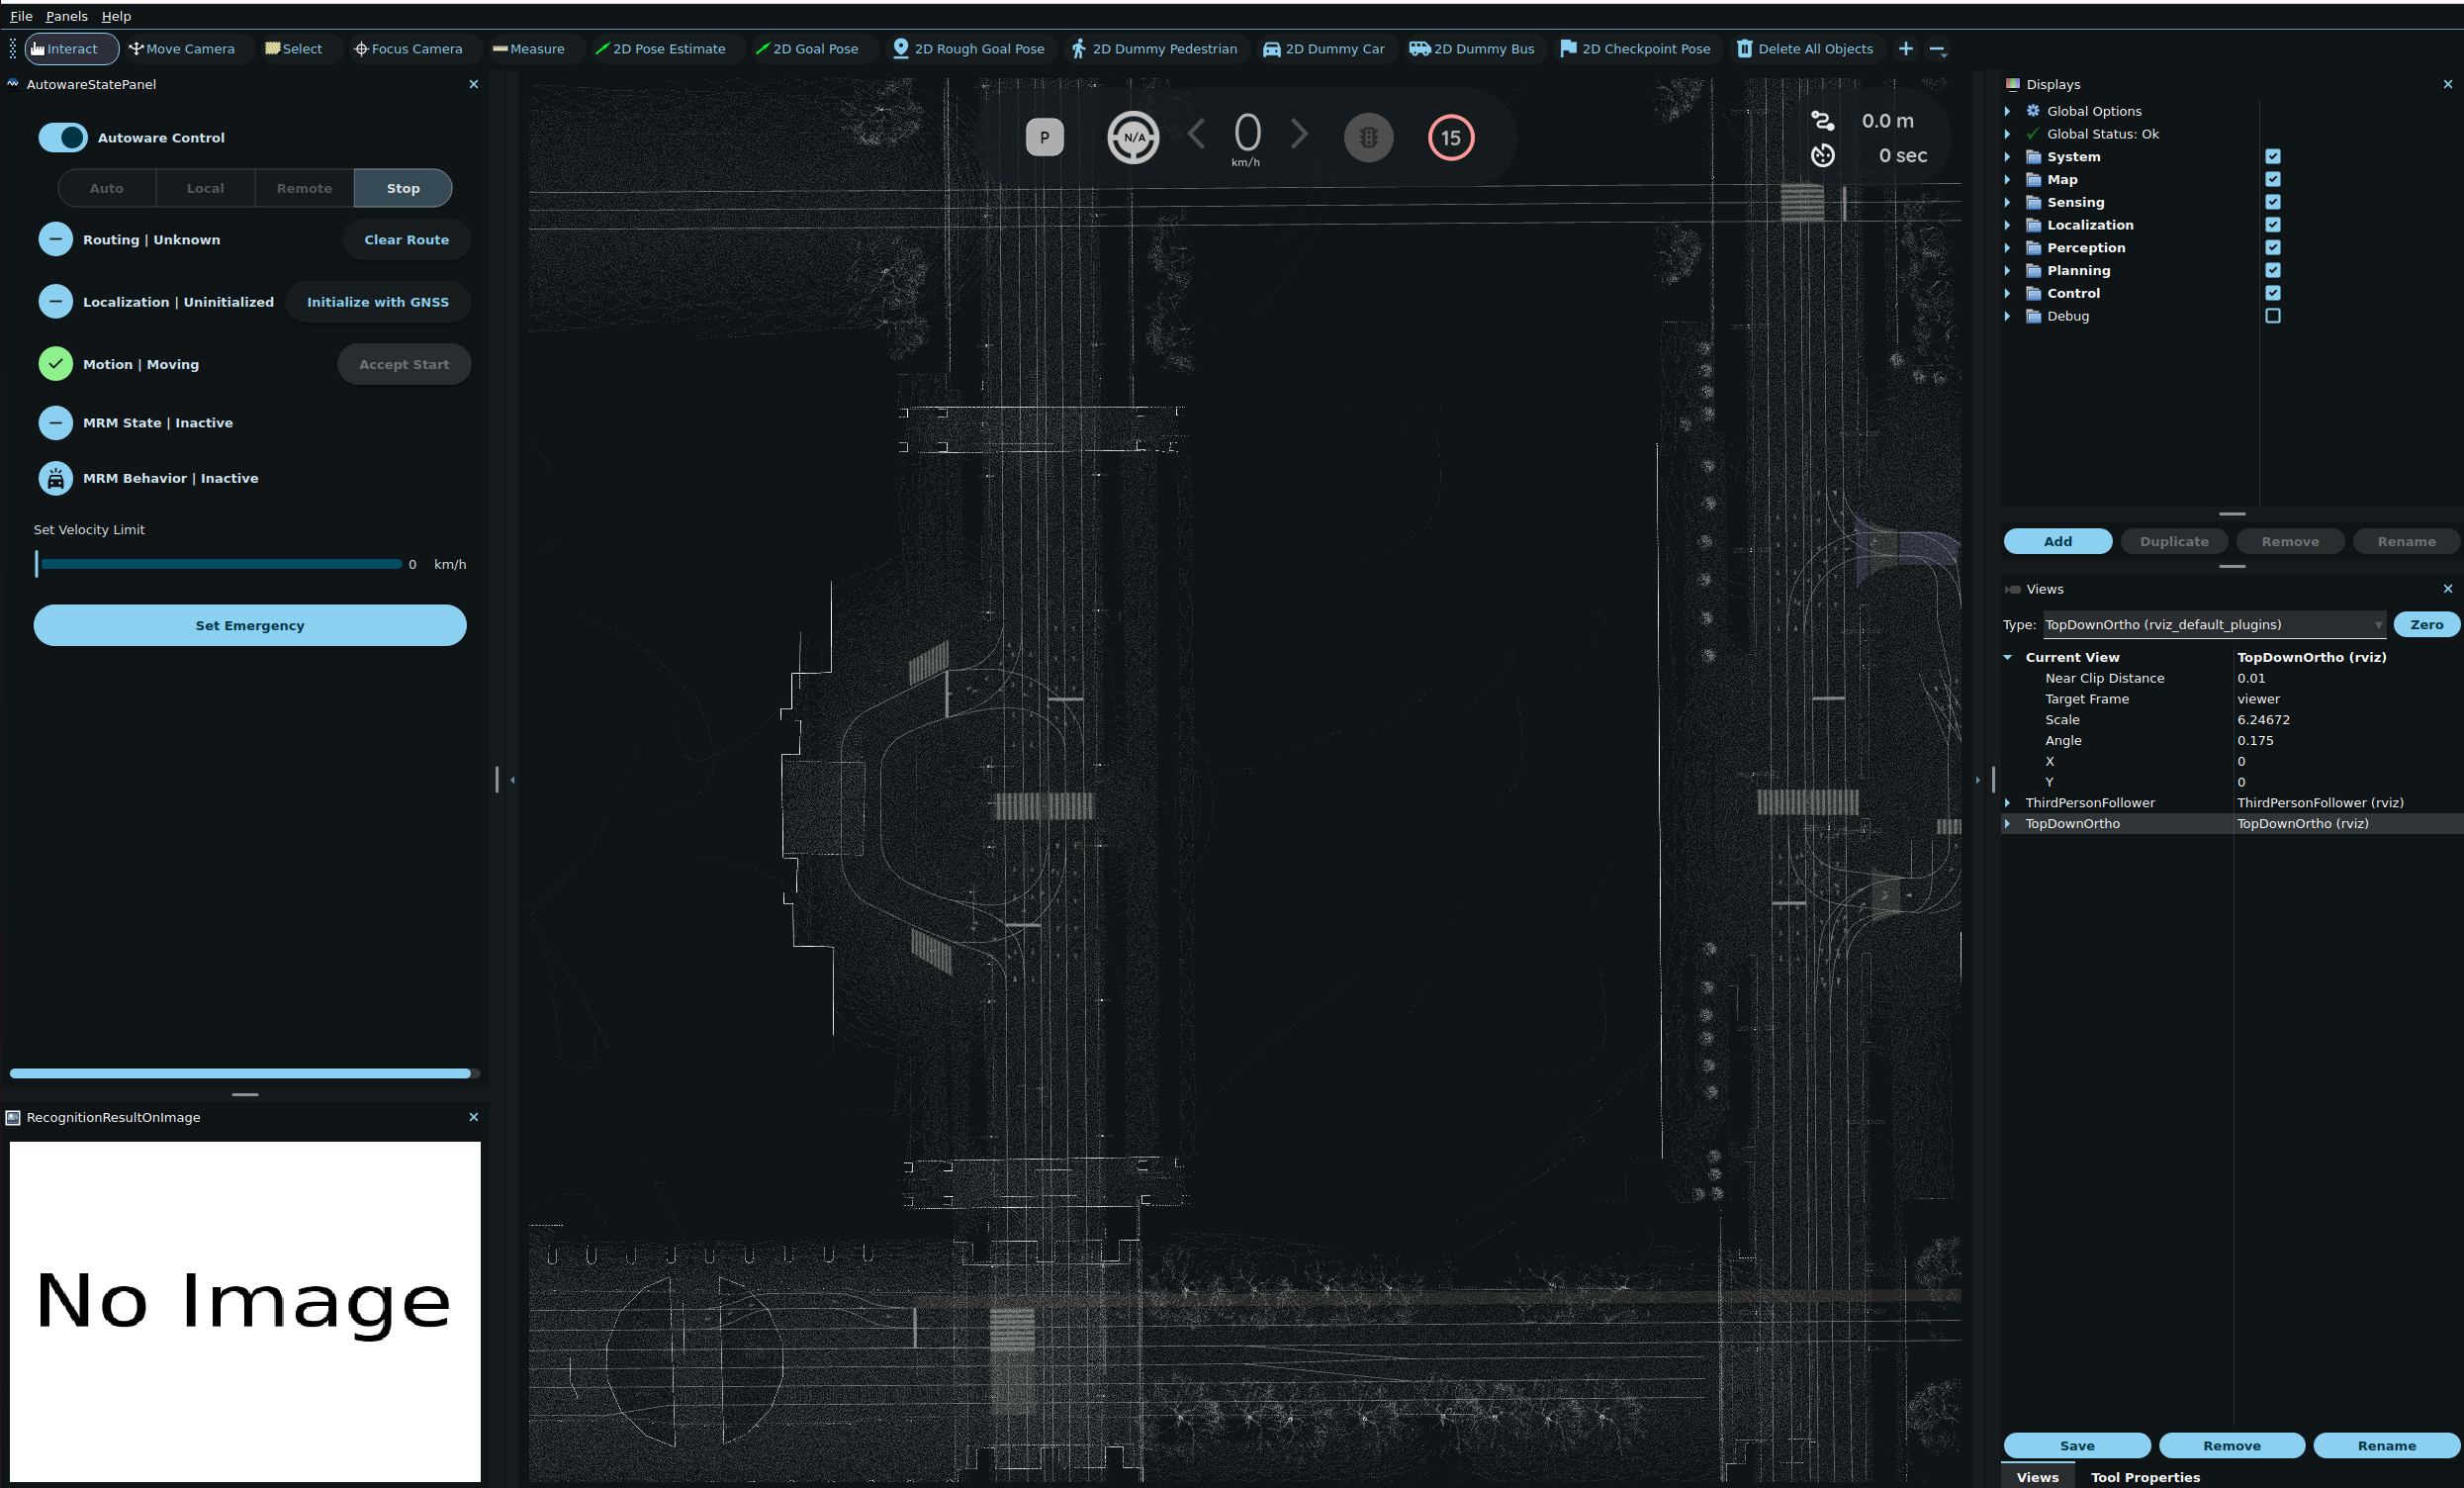 File Panels Help
Interact Move Camera Select Focus Camera Measure 2D Pose Estimate 2D Goal Pose 2D Rough Goal Pose 2D Dummy Pedestrian 2D Dummy Car 2D Dummy Bus 2D Checkpoint Pose Delete All Objects
AutowareStatePanel
Autoware Control
Auto Local Remote Stop
Routing | Unknown Clear Route
Localization | Uninitialized Initialize with GNSS
Motion | Moving Accept Start
MRM State | Inactive
MRM Behavior | Inactive
Set Velocity Limit
0 km/h
Set Emergency
RecognitionResultOnImage
No Image
P N/A 0 15
km/h
0.0 m
0 sec
Displays
Global Options
Global Status: Ok
System
Map
Sensing
Localization
Perception
Planning
Control
Debug
Add Duplicate Remove Rename
Views
Type: TopDownOrtho (rviz_default_plugins) Zero
Current View TopDownOrtho (rviz)
Near Clip Distance 0.01
Target Frame viewer
Scale 6.24672
Angle 0.175
X 0
Y 0
ThirdPersonFollower ThirdPersonFollower (rviz)
TopDownOrtho TopDownOrtho (rviz)
Save Remove Rename
Views Tool Properties